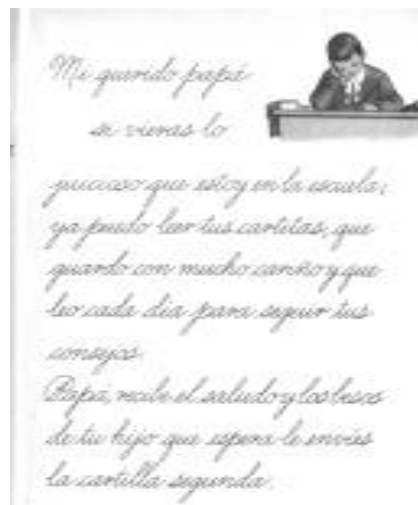 Mi querido papá
si vieras lo
juicioso que estoy en la escuela;
ya puedo leer tus cartitas, que
guardo con mucho cariño y que
leo cada día para seguir tus
consejos.
Papá, recibe el saludo y los besos
de tu hijo que espera le envíes
la cartilla segunda.